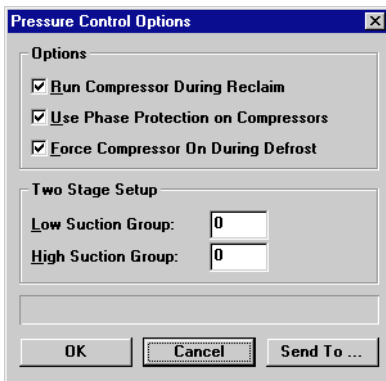 Pressure Control Options
Options
Run Compressor During Reclaim
Use Phase Protection on Compressors
Force Compressor On During Defrost
Two Stage Setup
Low Suction Group: 0
High Suction Group: 0
OK Cancel Send To ...